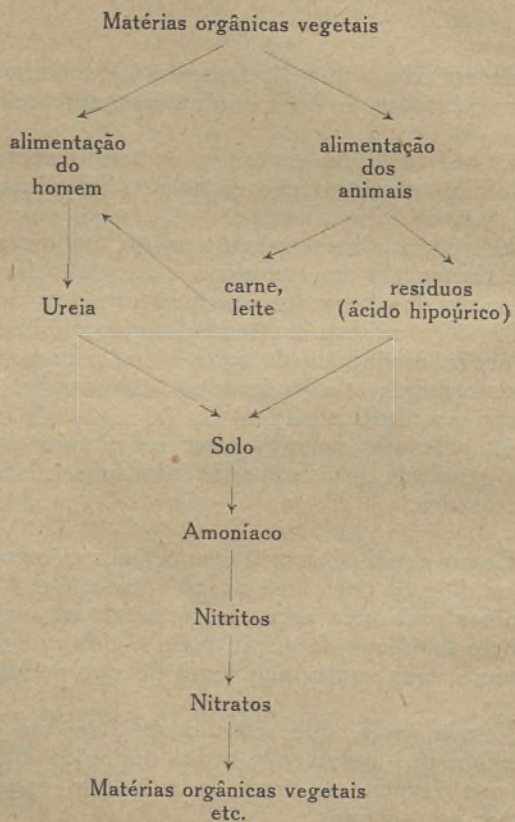 Matérias orgânicas vegetais
alimentação
do
homem
alimentação
dos
animais
Ureia
carne,
leite
resíduos
(ácido hipoúrico)
Solo
Amoníaco
Nitritos
Nitratos
Matérias orgânicas vegetais
etc.